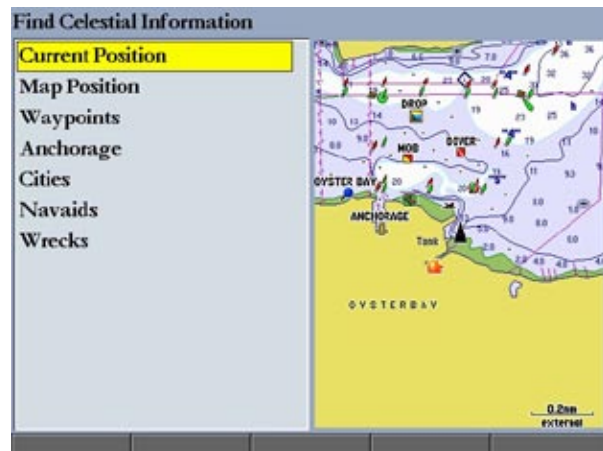 Find Celestial Information
Current Position
Map Position
Waypoints
Anchorage
Cities
Navaids
Wrecks
DROP
MOB
DIVER
OYSTER BAY
ANCHORAGE
Tank
OYSTERBAY
0.2nm
external